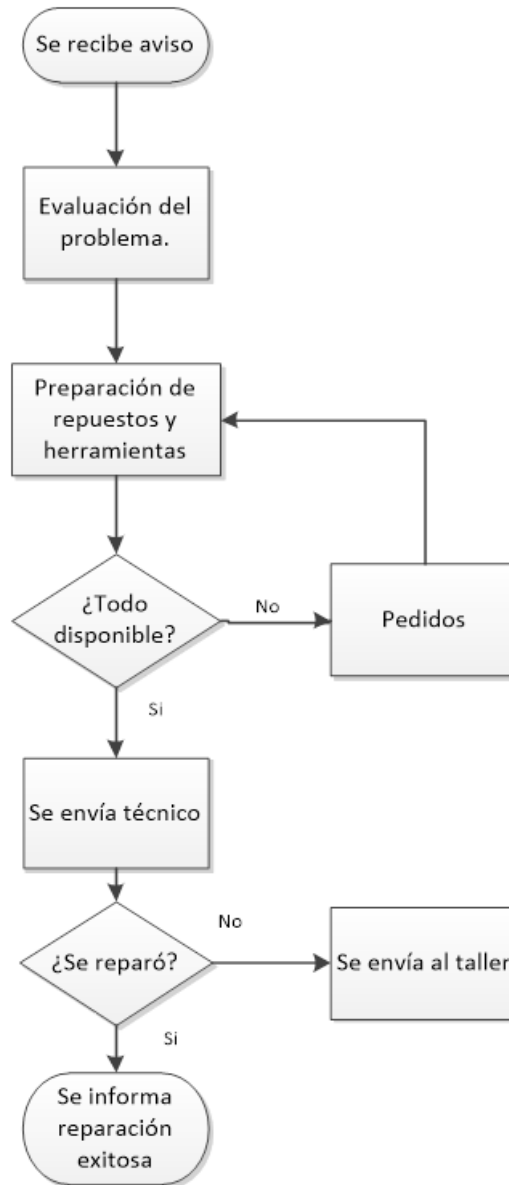 Se recibe aviso
Evaluación del
problema.
Preparación de
repuestos y
herramientas
¿Todo
disponible?
No
Pedidos
Si
Se envía técnico
No
¿Se reparó?
Se envía al taller
Si
Se informa
reparación
exitosa